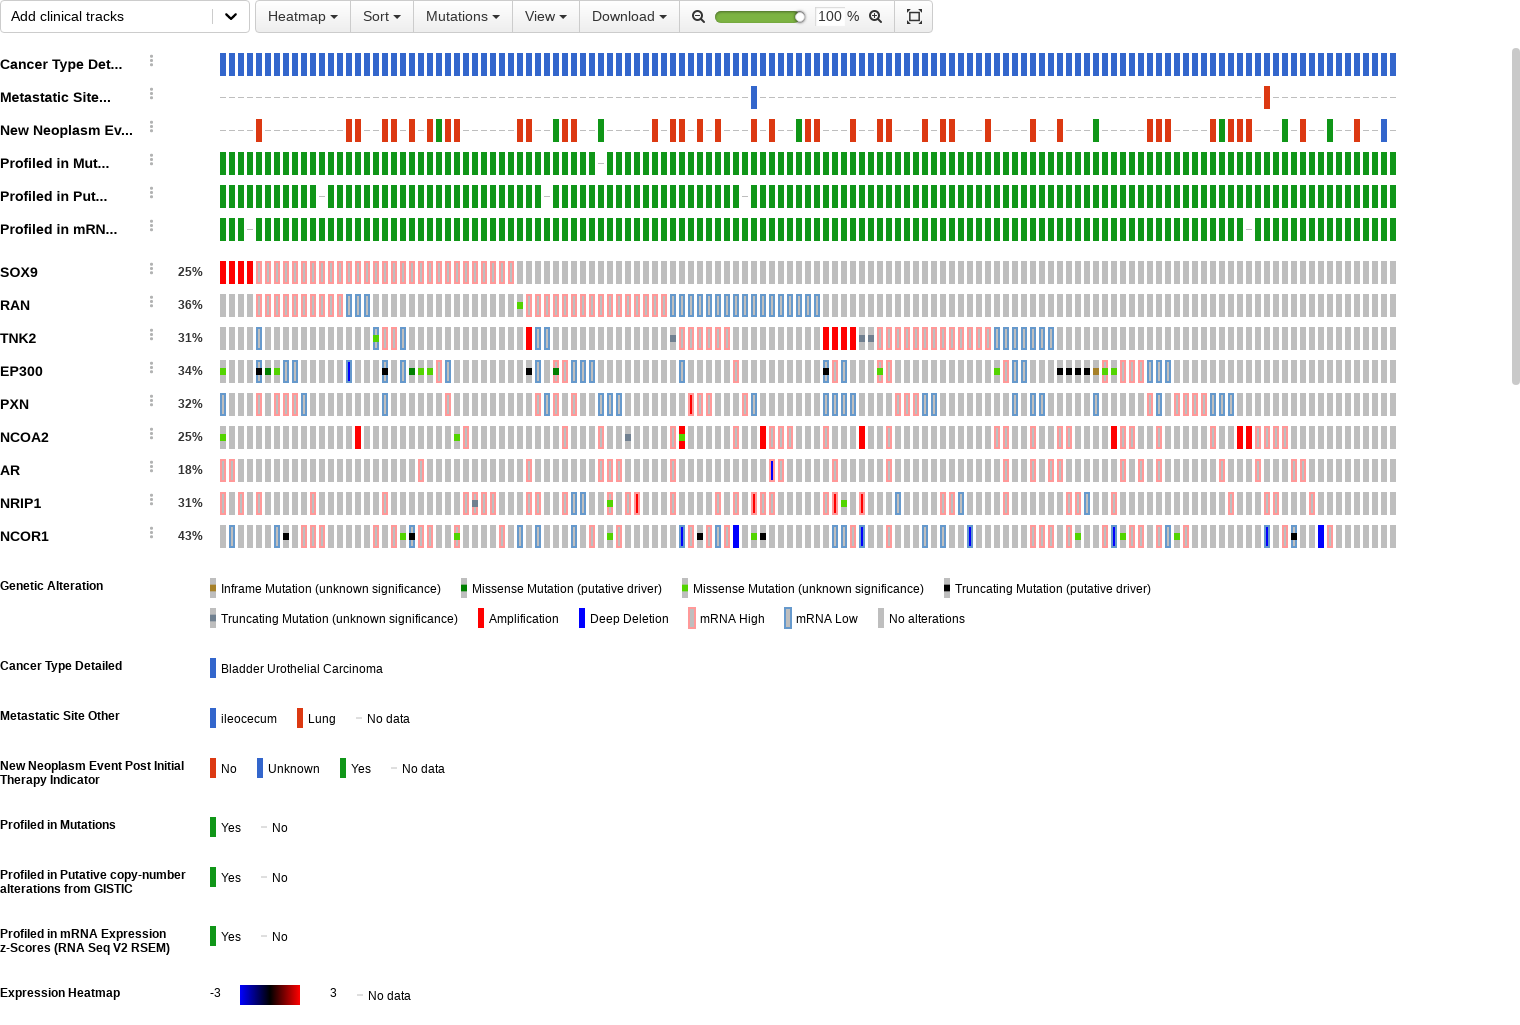 Add clinical tracks
Heatmap Sort Mutations View Download 100 %
Cancer Type Det...
Metastatic Site...
New Neoplasm Ev...
Profiled in Mut...
Profiled in Put...
Profiled in mRN...
SOX9 25%
RAN 36%
TNK2 31%
EP300 34%
PXN 32%
NCOA2 25%
AR 18%
NRIP1 31%
NCOR1 43%
Genetic Alteration Inframe Mutation (unknown significance) Missense Mutation (putative driver) Missense Mutation (unknown significance) Truncating Mutation (putative driver)
Truncating Mutation (unknown significance) Amplification Deep Deletion mRNA High mRNA Low No alterations
Cancer Type Detailed Bladder Urothelial Carcinoma
Metastatic Site Other ileocecum Lung No data
New Neoplasm Event Post Initial
Therapy Indicator No Unknown Yes No data
Profiled in Mutations Yes No
Profiled in Putative copy-number
alterations from GISTIC Yes No
Profiled in mRNA Expression
z-Scores (RNA Seq V2 RSEM) Yes No
Expression Heatmap -3 3 No data